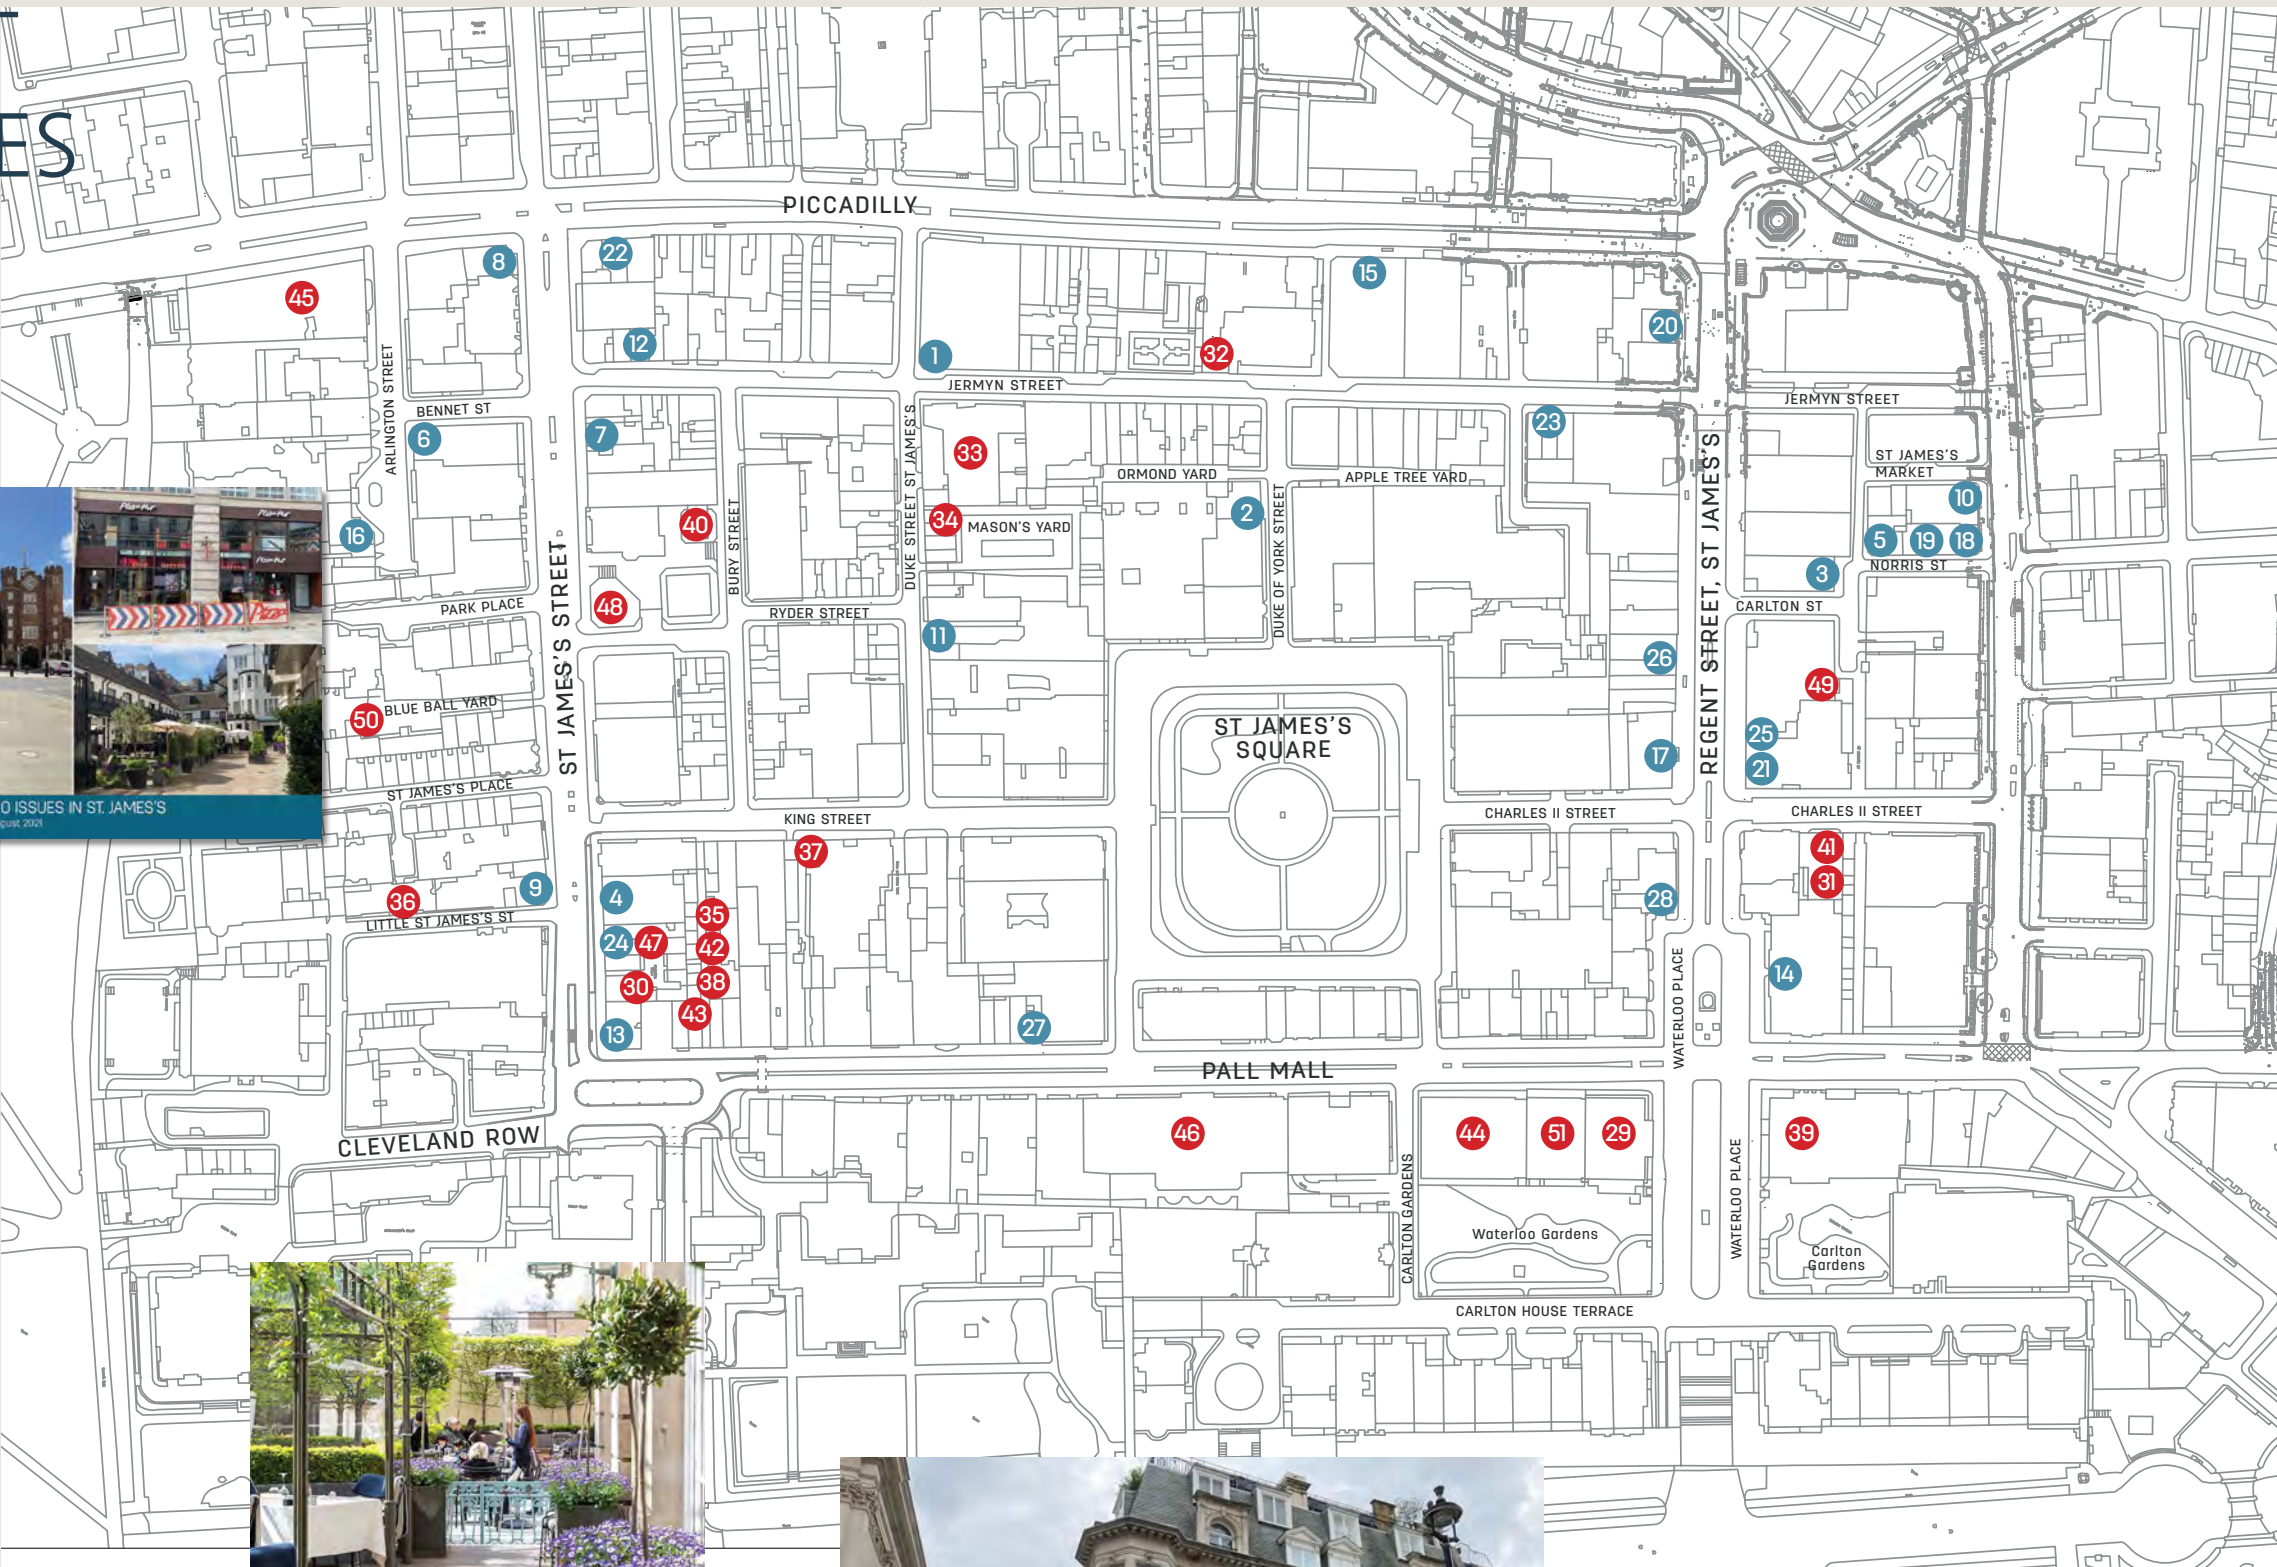 ES
PICCADILLY
8
22
15
45
20
12
1
32
ARLINGTON STREET
JERMYN STREET
JERMYN STREET
BENNET ST
6
7
23
33
ST JAMES'S
MARKET
ORMOND YARD
APPLE TREE YARD
DUKE STREET ST JAMES'S
10
2
34
MASON'S YARD
40
16
5
19
18
BURY STREET
DUKE OF YORK STREET
REGENT STREET, ST JAMES'S
NORRIS ST
3
CARLTON ST
PARK PLACE
48
RYDER STREET
11
ST JAMES'S STREET
26
49
50
BLUE BALL YARD
ST JAMES'S
SQUARE
25
17
21
ST JAMES'S PLACE
O ISSUES IN ST. JAMES'S
gust 2021
KING STREET
CHARLES II STREET
CHARLES II STREET
37
41
31
9
36
4
28
LITTLE ST JAMES'S ST
35
24
47
42
14
30
38
43
13
27
WATERLOO PLACE
PALL MALL
CLEVELAND ROW
46
44
51
29
39
CARLTON GARDENS
WATERLOO PLACE
Waterloo Gardens
Carlton
Gardens
CARLTON HOUSE TERRACE